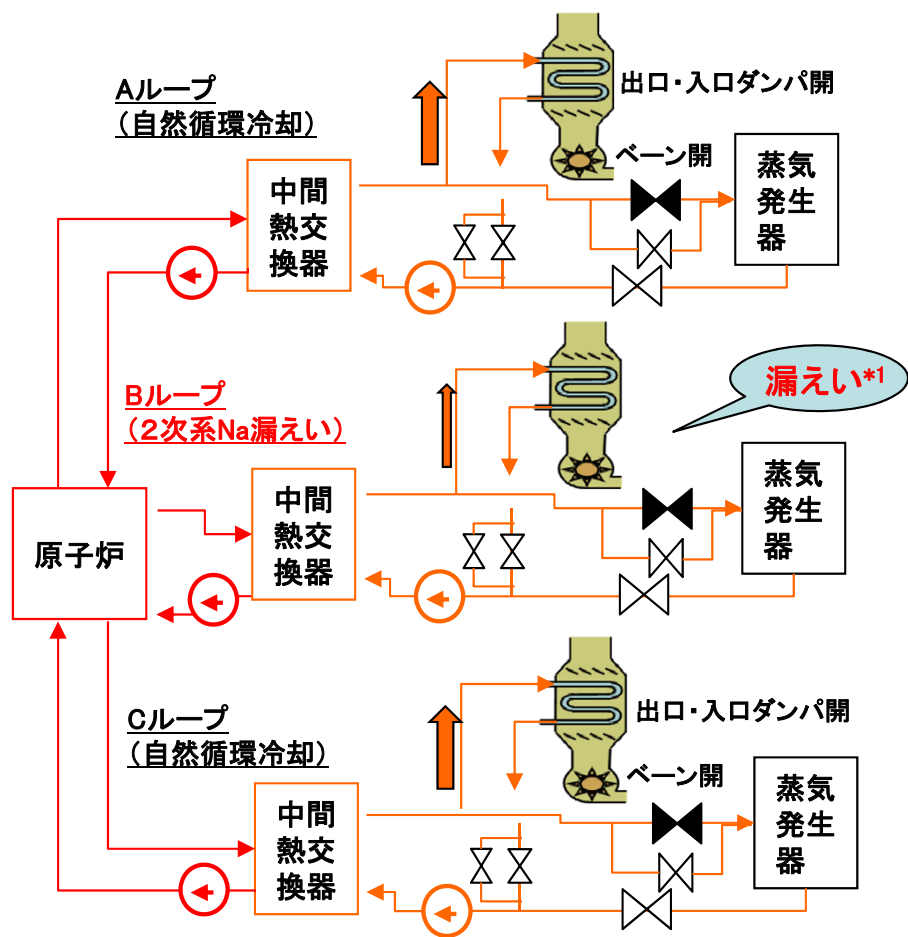 Aループ
（自然循環冷却）
出口・入口ダンパ開
ベーン開
中間
熱交
換器
蒸気
発生
器
Bループ
（２次系Na漏えい）
漏えい*1
中間
熱交
換器
蒸気
発生
器
原子炉
Cループ
（自然循環冷却）
出口・入口ダンパ開
ベーン開
中間
熱交
換器
蒸気
発生
器